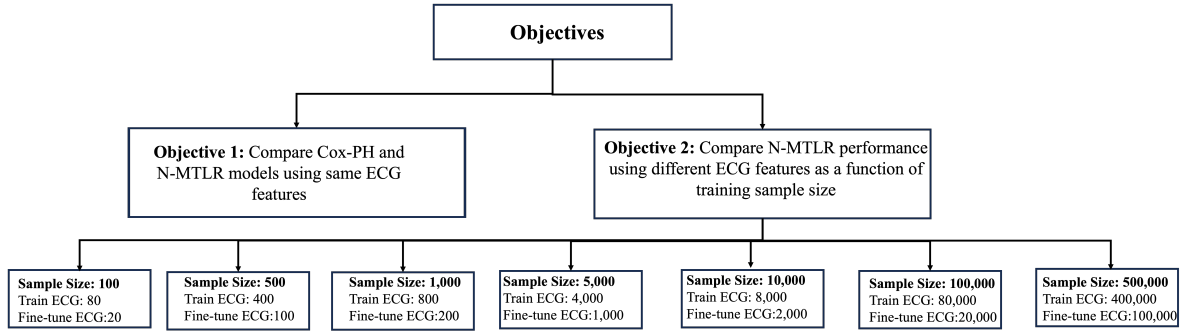 Objectives
Objective 1: Compare Cox-PH and
N-MTLR models using same ECG
features
Objective 2: Compare N-MTLR performance
using different ECG features as a function of
training sample size
Sample Size: 100
Train ECG: 80
Fine-tune ECG:20
Sample Size: 500
Train ECG: 400
Fine-tune ECG:100
Sample Size: 1,000
Train ECG: 800
Fine-tune ECG:200
Sample Size: 5,000
Train ECG: 4,000
Fine-tune ECG:1,000
Sample Size: 10,000
Train ECG: 8,000
Fine-tune ECG:2,000
Sample Size: 100,000
Train ECG: 80,000
Fine-tune ECG:20,000
Sample Size: 500,000
Train ECG: 400,000
Fine-tune ECG:100,000